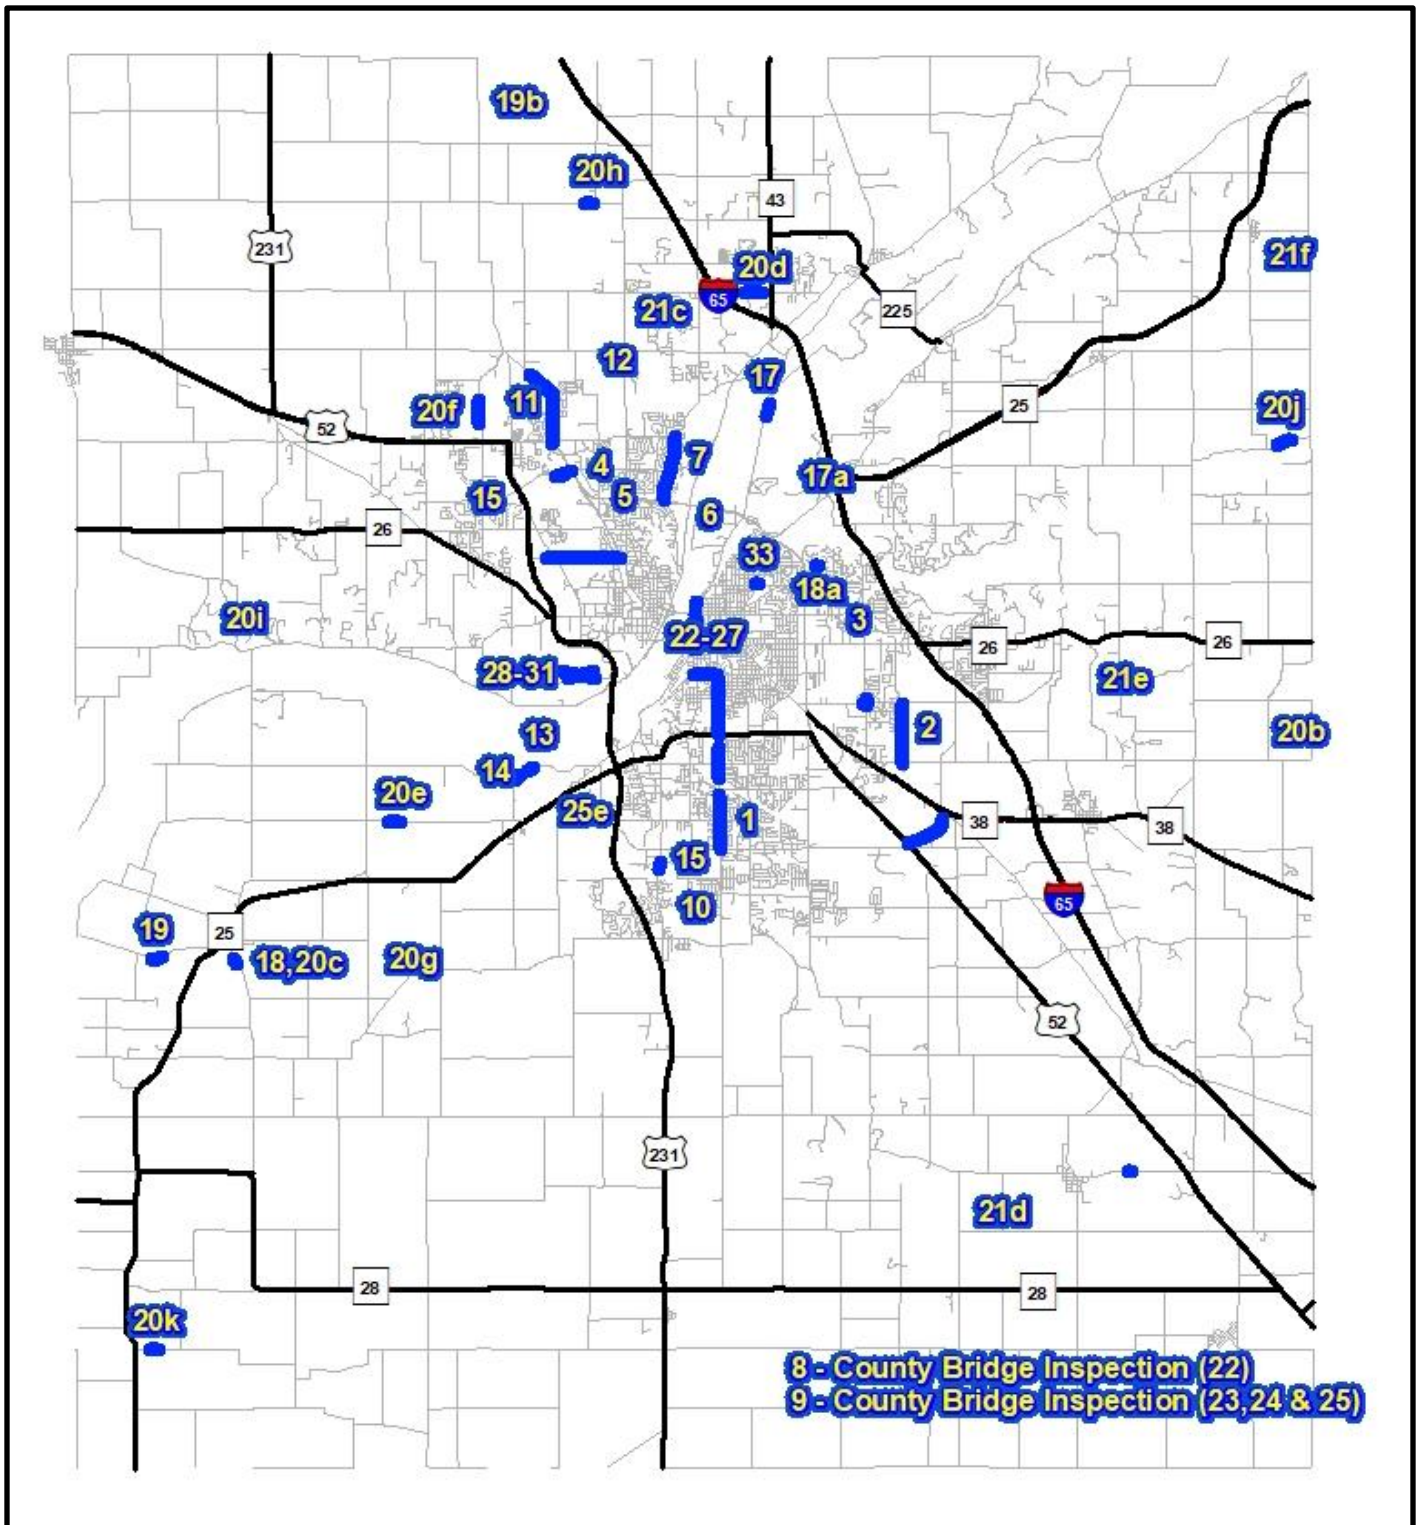 19b
20h
43
231
21f
20d
65
21c
225
12
17
11
20f
25
20j
52
4
7
17a
15
5
6
26
33
18a
20i
3
22-27
26
26
28-31
21e
2
20b
13
14
20e
25e
1
38
38
15
65
10
19
25
18,20c
20g
52
231
21d
28
28
20k
8 - County Bridge Inspection (22)
9 - County Bridge Inspection (23,24 & 25)